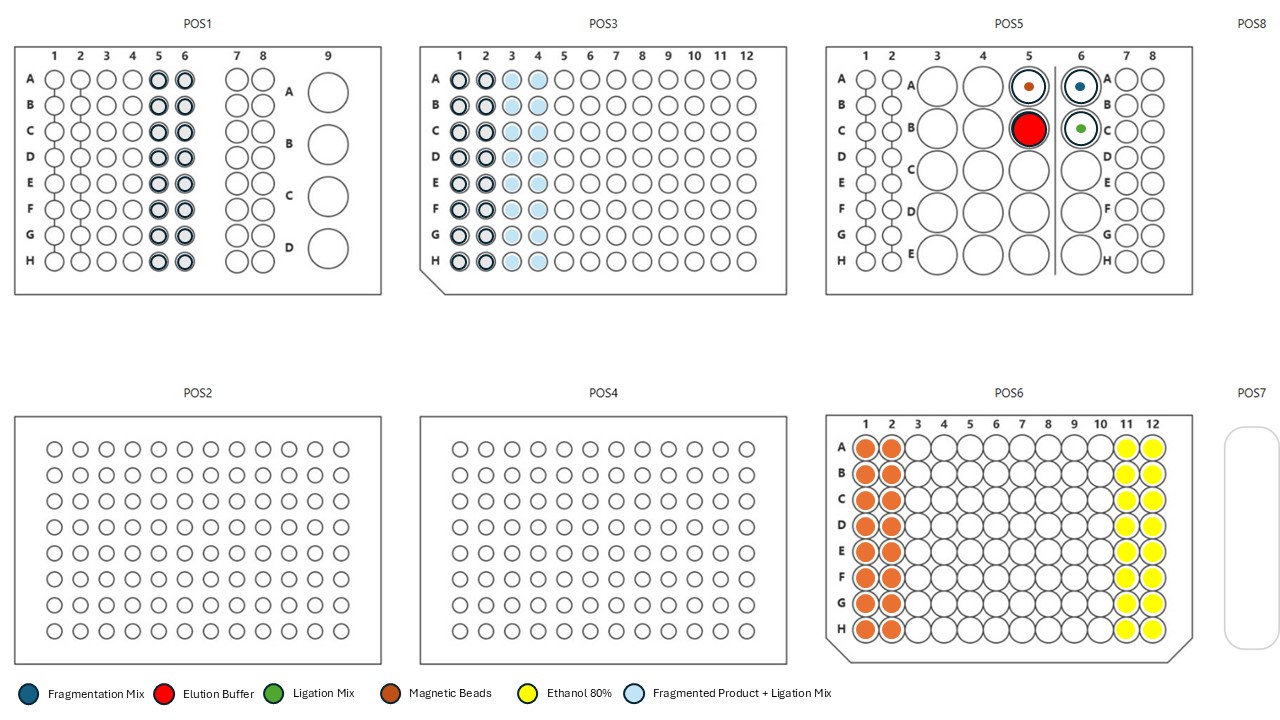 POS1 POS3 POS5 POS8
1 2 3 4 5 6 7 8 9
A A
B
C B
D
E C
F
G D
H
1 2 3 4 5 6 7 8 9 10 11 12
A
B
C
D
E
F
G
H
1 2 3 4 5 6 7 8
A A A
B B
C B C
D C D
E E
F D F
G G
H E H
POS2 POS4 POS6 POS7
1 2 3 4 5 6 7 8 9 10 11 12
A
B
C
D
E
F
G
H
Fragmentation Mix Elution Buffer Ligation Mix Magnetic Beads Ethanol 80% Fragmented Product + Ligation Mix